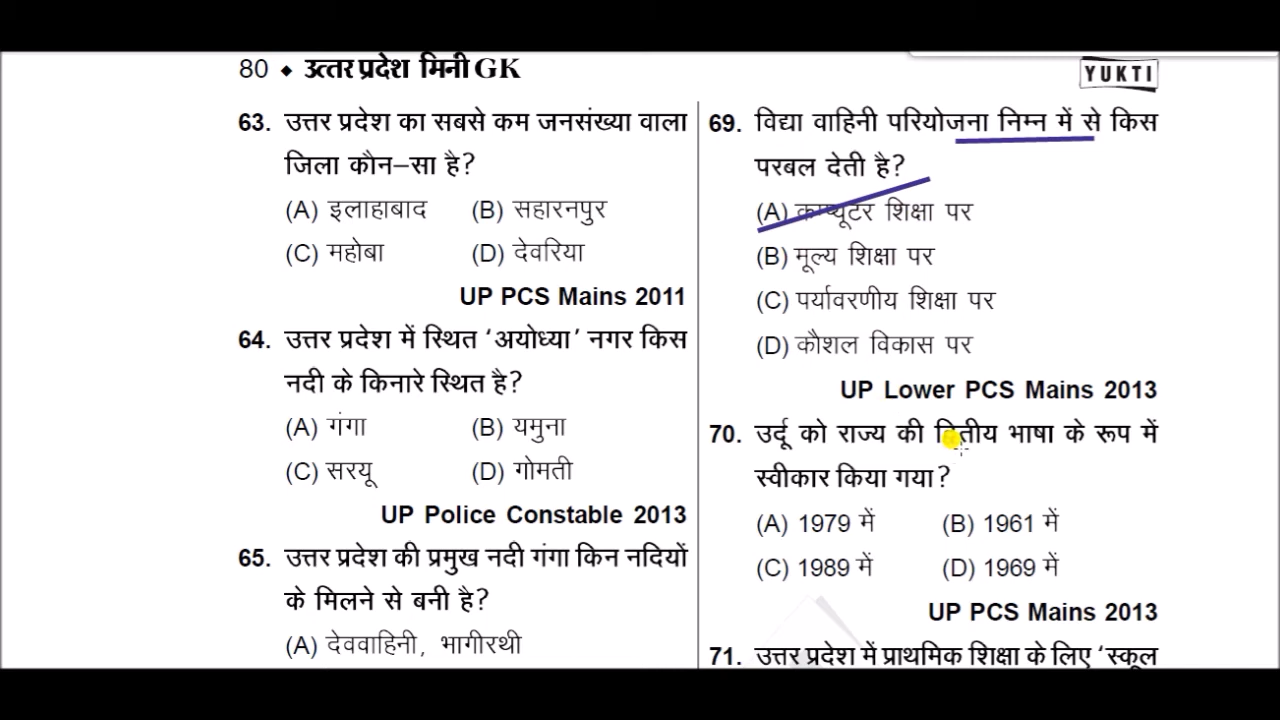 80 ◆ उत्तर प्रदेश मिनी GK
YUKTI
63. उत्तर प्रदेश का सबसे कम जनसंख्या वाला
जिला कौन–सा है?
(A) इलाहाबाद (B) सहारनपुर
(C) महोबा (D) देवरिया
UP PCS Mains 2011
64. उत्तर प्रदेश में स्थित ‘अयोध्या’ नगर किस
नदी के किनारे स्थित है?
(A) गंगा (B) यमुना
(C) सरयू (D) गोमती
UP Police Constable 2013
65. उत्तर प्रदेश की प्रमुख नदी गंगा किन नदियों
के मिलने से बनी है?
(A) देववाहिनी, भागीरथी
69. विद्या वाहिनी परियोजना निम्न में से किस
परबल देती है?
(A) कम्प्यूटर शिक्षा पर
(B) मूल्य शिक्षा पर
(C) पर्यावरणीय शिक्षा पर
(D) कौशल विकास पर
UP Lower PCS Mains 2013
70. उर्दू को राज्य की द्वितीय भाषा के रूप में
स्वीकार किया गया?
(A) 1979 में (B) 1961 में
(C) 1989 में (D) 1969 में
UP PCS Mains 2013
71. उत्तर प्रदेश में प्राथमिक शिक्षा के लिए ‘स्कूल